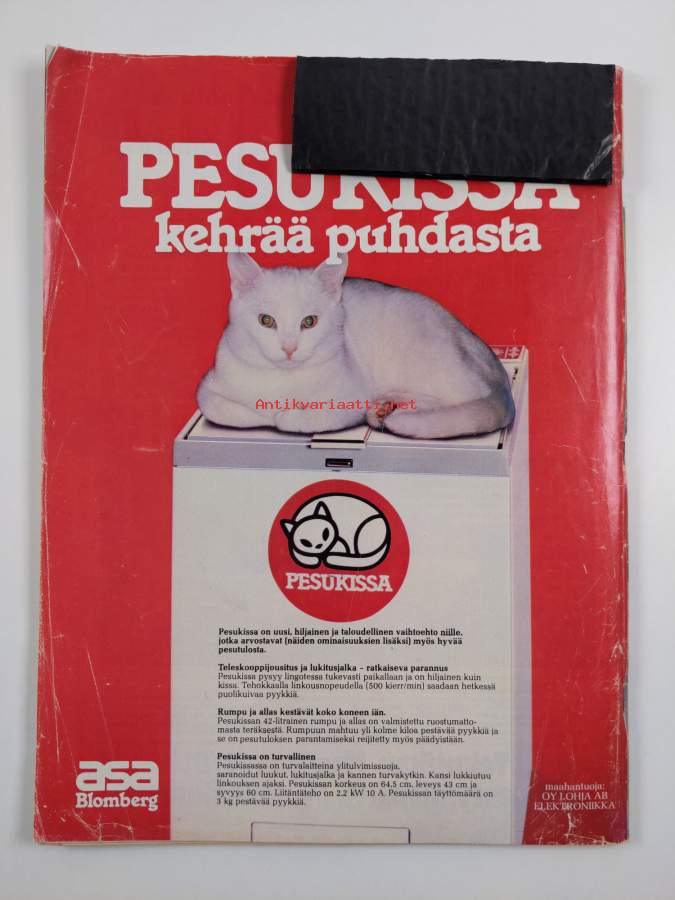 PESUKISSA
kehrää puhdasta
Antikvariaatti.net
PESUKISSA
Pesukissa on uusi, hiljainen ja taloudellinen vaihtoehto niille,
jotka arvostavat (näiden ominaisuuksien lisäksi) myös hyvää
pesutulosta.
Teleskooppijousitus ja lukitusjalka – ratkaiseva parannus
Pesukissa pysyy lingotessa tukevasti paikallaan ja on hiljainen kuin
kissa. Tehokkaalla linkousnopeudella (500 kierr/min) saadaan hetkessä
puolikuivaa pyykkiä.
Rumpu ja allas kestävät koko koneen iän.
Pesukissan 42-litrainen rumpu ja allas on valmistettu ruostumatto-
masta teräksestä. Rumpuun mahtuu yli kolme kiloa pestävää pyykkiä ja
se on pesutuloksen parantamiseksi reijitetty myös päädyistään.
Pesukissa on turvallinen
Pesukissassa on turvalaitteina ylitulvimissuoja,
saranoidut luukut, lukitusjalka ja kannen turvakytkin. Kansi lukkiutuu
linkouksen ajaksi. Pesukissan korkeus on 64,5 cm, leveys 43 cm ja
syvyys 60 cm. Liitäntäteho on 2,2 kW 10 A. Pesukissan täyttömäärä on
3 kg pestävää pyykkiä.
asa
Blomberg
maahantuoja:
OY LOHJA AB
ELEKTRONIIKKA